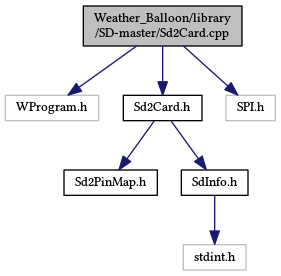 Weather_Balloon/library
/SD-master/Sd2Card.cpp
WProgram.h
Sd2Card.h
SPI.h
Sd2PinMap.h
SdInfo.h
stdint.h